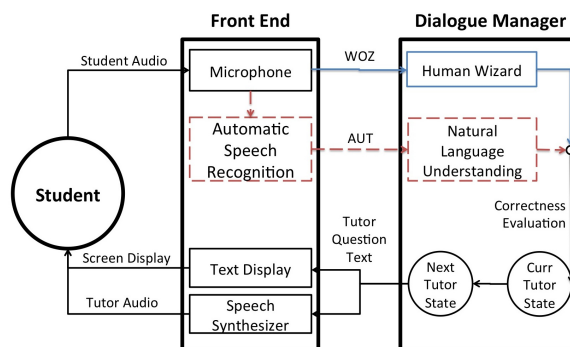 Front End
Dialogue Manager
Student Audio
Microphone
WOZ
Human Wizard
Automatic
Speech
Recognition
AUT
Natural
Language
Understanding
Student
Correctness
Evaluation
Tutor
Question
Text
Screen Display
Text Display
Next
Tutor
State
Curr
Tutor
State
Tutor Audio
Speech
Synthesizer